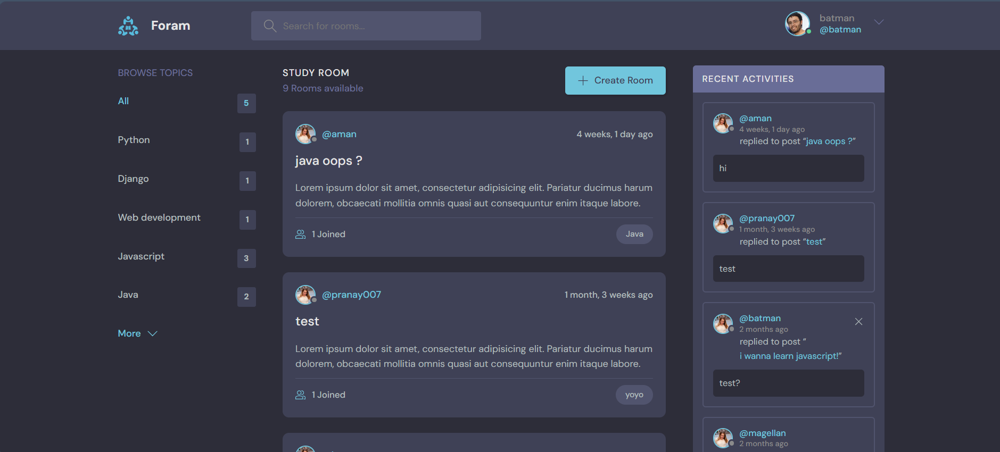 Foram
Search for rooms...
batman
@batman
BROWSE TOPICS
All 5
Python 1
Django 1
Web development 1
Javascript 3
Java 2
More
STUDY ROOM
9 Rooms available
Create Room
@aman 4 weeks, 1 day ago
java oops ?
Lorem ipsum dolor sit amet, consectetur adipisicing elit. Pariatur ducimus harum
dolorem, obcaecati mollitia omnis quasi aut consequuntur enim itaque labore.
1 Joined Java
@pranay007 1 month, 3 weeks ago
test
Lorem ipsum dolor sit amet, consectetur adipisicing elit. Pariatur ducimus harum
dolorem, obcaecati mollitia omnis quasi aut consequuntur enim itaque labore.
1 Joined yoyo
RECENT ACTIVITIES
@aman
4 weeks, 1 day ago
replied to post “java oops ?”
hi
@pranay007
1 month, 3 weeks ago
replied to post “test”
test
@batman
2 months ago
replied to post “
i wanna learn javascript!”
test?
@magellan
2 months ago